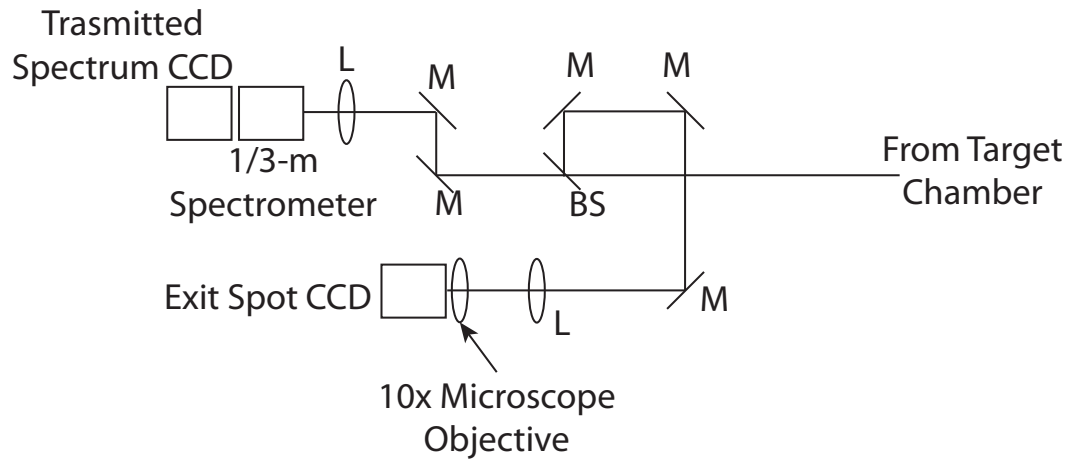 Trasmitted
Spectrum CCD
L
M
M
M
1/3-m
Spectrometer
M
BS
From Target
Chamber
Exit Spot CCD
L
M
10x Microscope
Objective